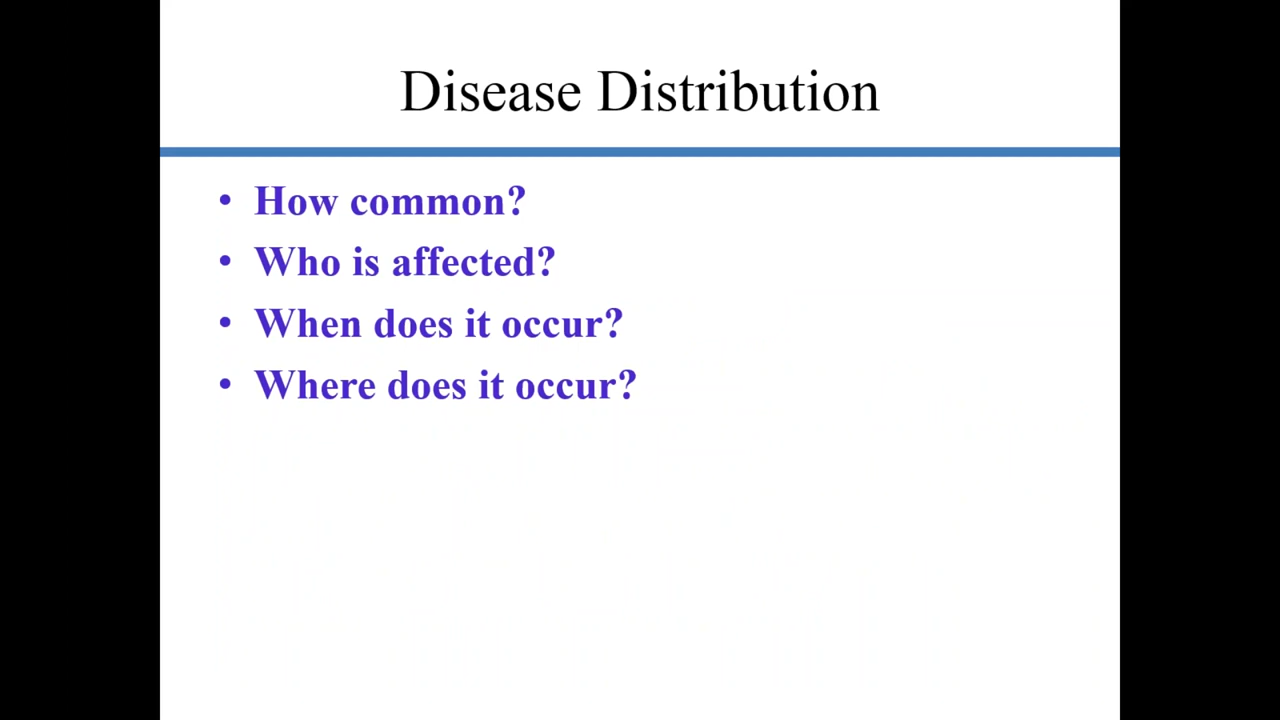 Disease Distribution
• How common?
• Who is affected?
• When does it occur?
• Where does it occur?